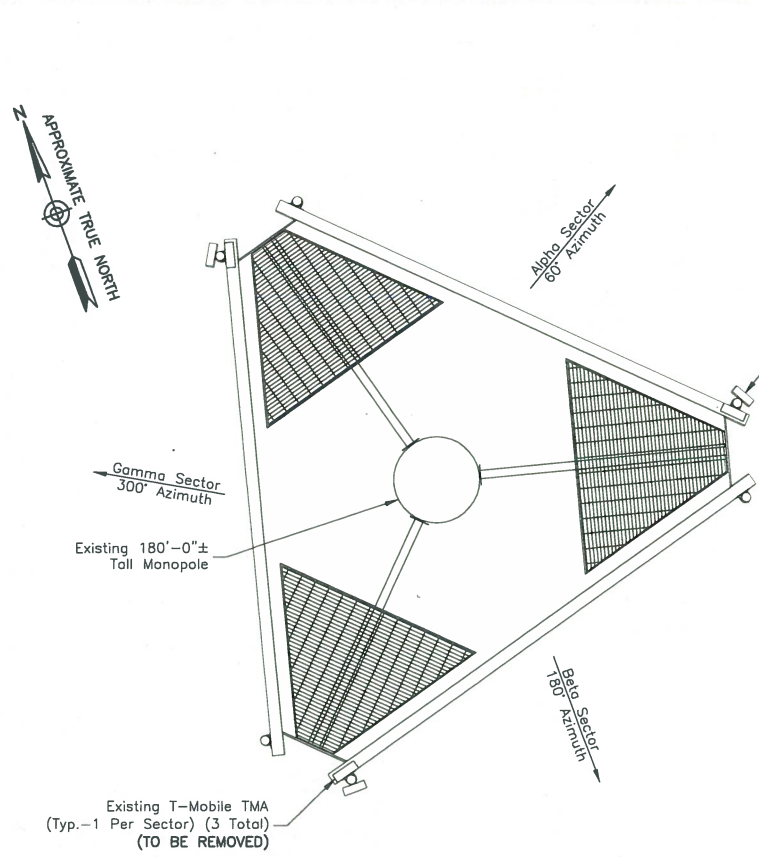 N
APPROXIMATE TRUE NORTH
Alpha Sector
60° Azimuth
Gamma Sector
300° Azimuth
Existing 180'-0"±
Tall Monopole
Beta Sector
180° Azimuth
Existing T-Mobile TMA
(Typ.-1 Per Sector) (3 Total)
(TO BE REMOVED)